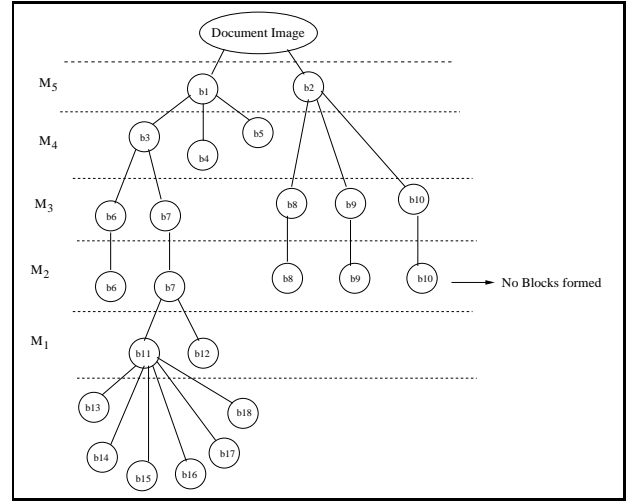 Document Image
M5
b1
b2
M4
b3
b4
b5
M3
b6
b7
b8
b9
b10
M2
b6
b7
b8
b9
b10
No Blocks formed
M1
b11
b12
b13
b18
b14
b17
b15
b16